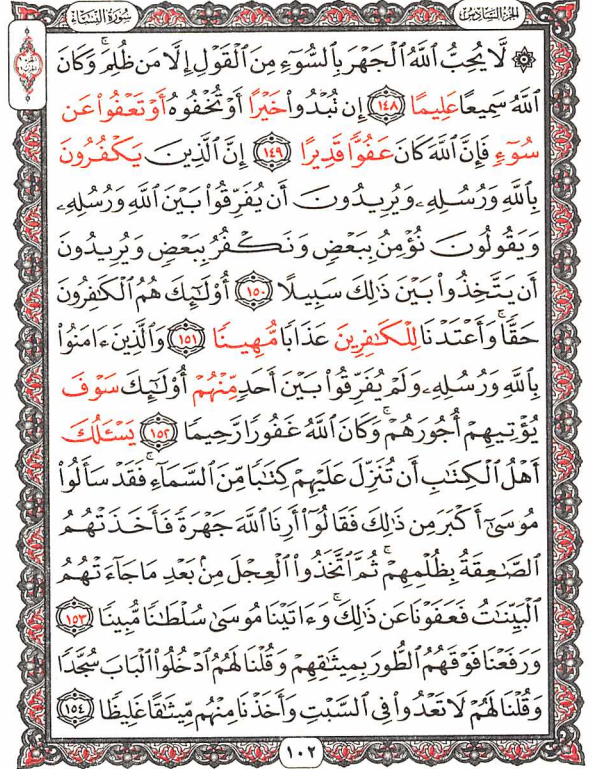 الجزء السادس
سورة النساء
۞ لَّا يُحِبُّ ٱللَّهُ ٱلْجَهْرَ بِٱلسُّوٓءِ مِنَ ٱلْقَوْلِ إِلَّا مَن ظُلِمَ ۚ وَكَانَ
ٱللَّهُ سَمِيعًا عَلِيمًا ١٤٨ إِن تُبْدُوا۟ خَيْرًا أَوْ تُخْفُوهُ أَوْ تَعْفُوا۟ عَن
سُوٓءٍ فَإِنَّ ٱللَّهَ كَانَ عَفُوًّا قَدِيرًا ١٤٩ إِنَّ ٱلَّذِينَ يَكْفُرُونَ
بِٱللَّهِ وَرُسُلِهِۦ وَيُرِيدُونَ أَن يُفَرِّقُوا۟ بَيْنَ ٱللَّهِ وَرُسُلِهِۦ
وَيَقُولُونَ نُؤْمِنُ بِبَعْضٍ وَنَكْفُرُ بِبَعْضٍ وَيُرِيدُونَ
أَن يَتَّخِذُوا۟ بَيْنَ ذَٰلِكَ سَبِيلًا ١٥٠ أُو۟لَـٰٓئِكَ هُمُ ٱلْكَـٰفِرُونَ
حَقًّا ۚ وَأَعْتَدْنَا لِلْكَـٰفِرِينَ عَذَابًا مُّهِينًا ١٥١ وَٱلَّذِينَ ءَامَنُوا۟
بِٱللَّهِ وَرُسُلِهِۦ وَلَمْ يُفَرِّقُوا۟ بَيْنَ أَحَدٍ مِّنْهُمْ أُو۟لَـٰٓئِكَ سَوْفَ
يُؤْتِيهِمْ أُجُورَهُمْ ۗ وَكَانَ ٱللَّهُ غَفُورًا رَّحِيمًا ١٥٢ يَسْـَٔلُكَ
أَهْلُ ٱلْكِتَـٰبِ أَن تُنَزِّلَ عَلَيْهِمْ كِتَـٰبًا مِّنَ ٱلسَّمَآءِ ۚ فَقَدْ سَأَلُوا۟
مُوسَىٰٓ أَكْبَرَ مِن ذَٰلِكَ فَقَالُوٓا۟ أَرِنَا ٱللَّهَ جَهْرَةً فَأَخَذَتْهُمُ
ٱلصَّـٰعِقَةُ بِظُلْمِهِمْ ۚ ثُمَّ ٱتَّخَذُوا۟ ٱلْعِجْلَ مِنۢ بَعْدِ مَا جَآءَتْهُمُ
ٱلْبَيِّنَـٰتُ فَعَفَوْنَا عَن ذَٰلِكَ ۚ وَءَاتَيْنَا مُوسَىٰ سُلْطَـٰنًا مُّبِينًا ١٥٣
وَرَفَعْنَا فَوْقَهُمُ ٱلطُّورَ بِمِيثَـٰقِهِمْ وَقُلْنَا لَهُمُ ٱدْخُلُوا۟ ٱلْبَابَ سُجَّدًا
وَقُلْنَا لَهُمْ لَا تَعْدُوا۟ فِى ٱلسَّبْتِ وَأَخَذْنَا مِنْهُم مِّيثَـٰقًا غَلِيظًا ١٥٤
١٠٢